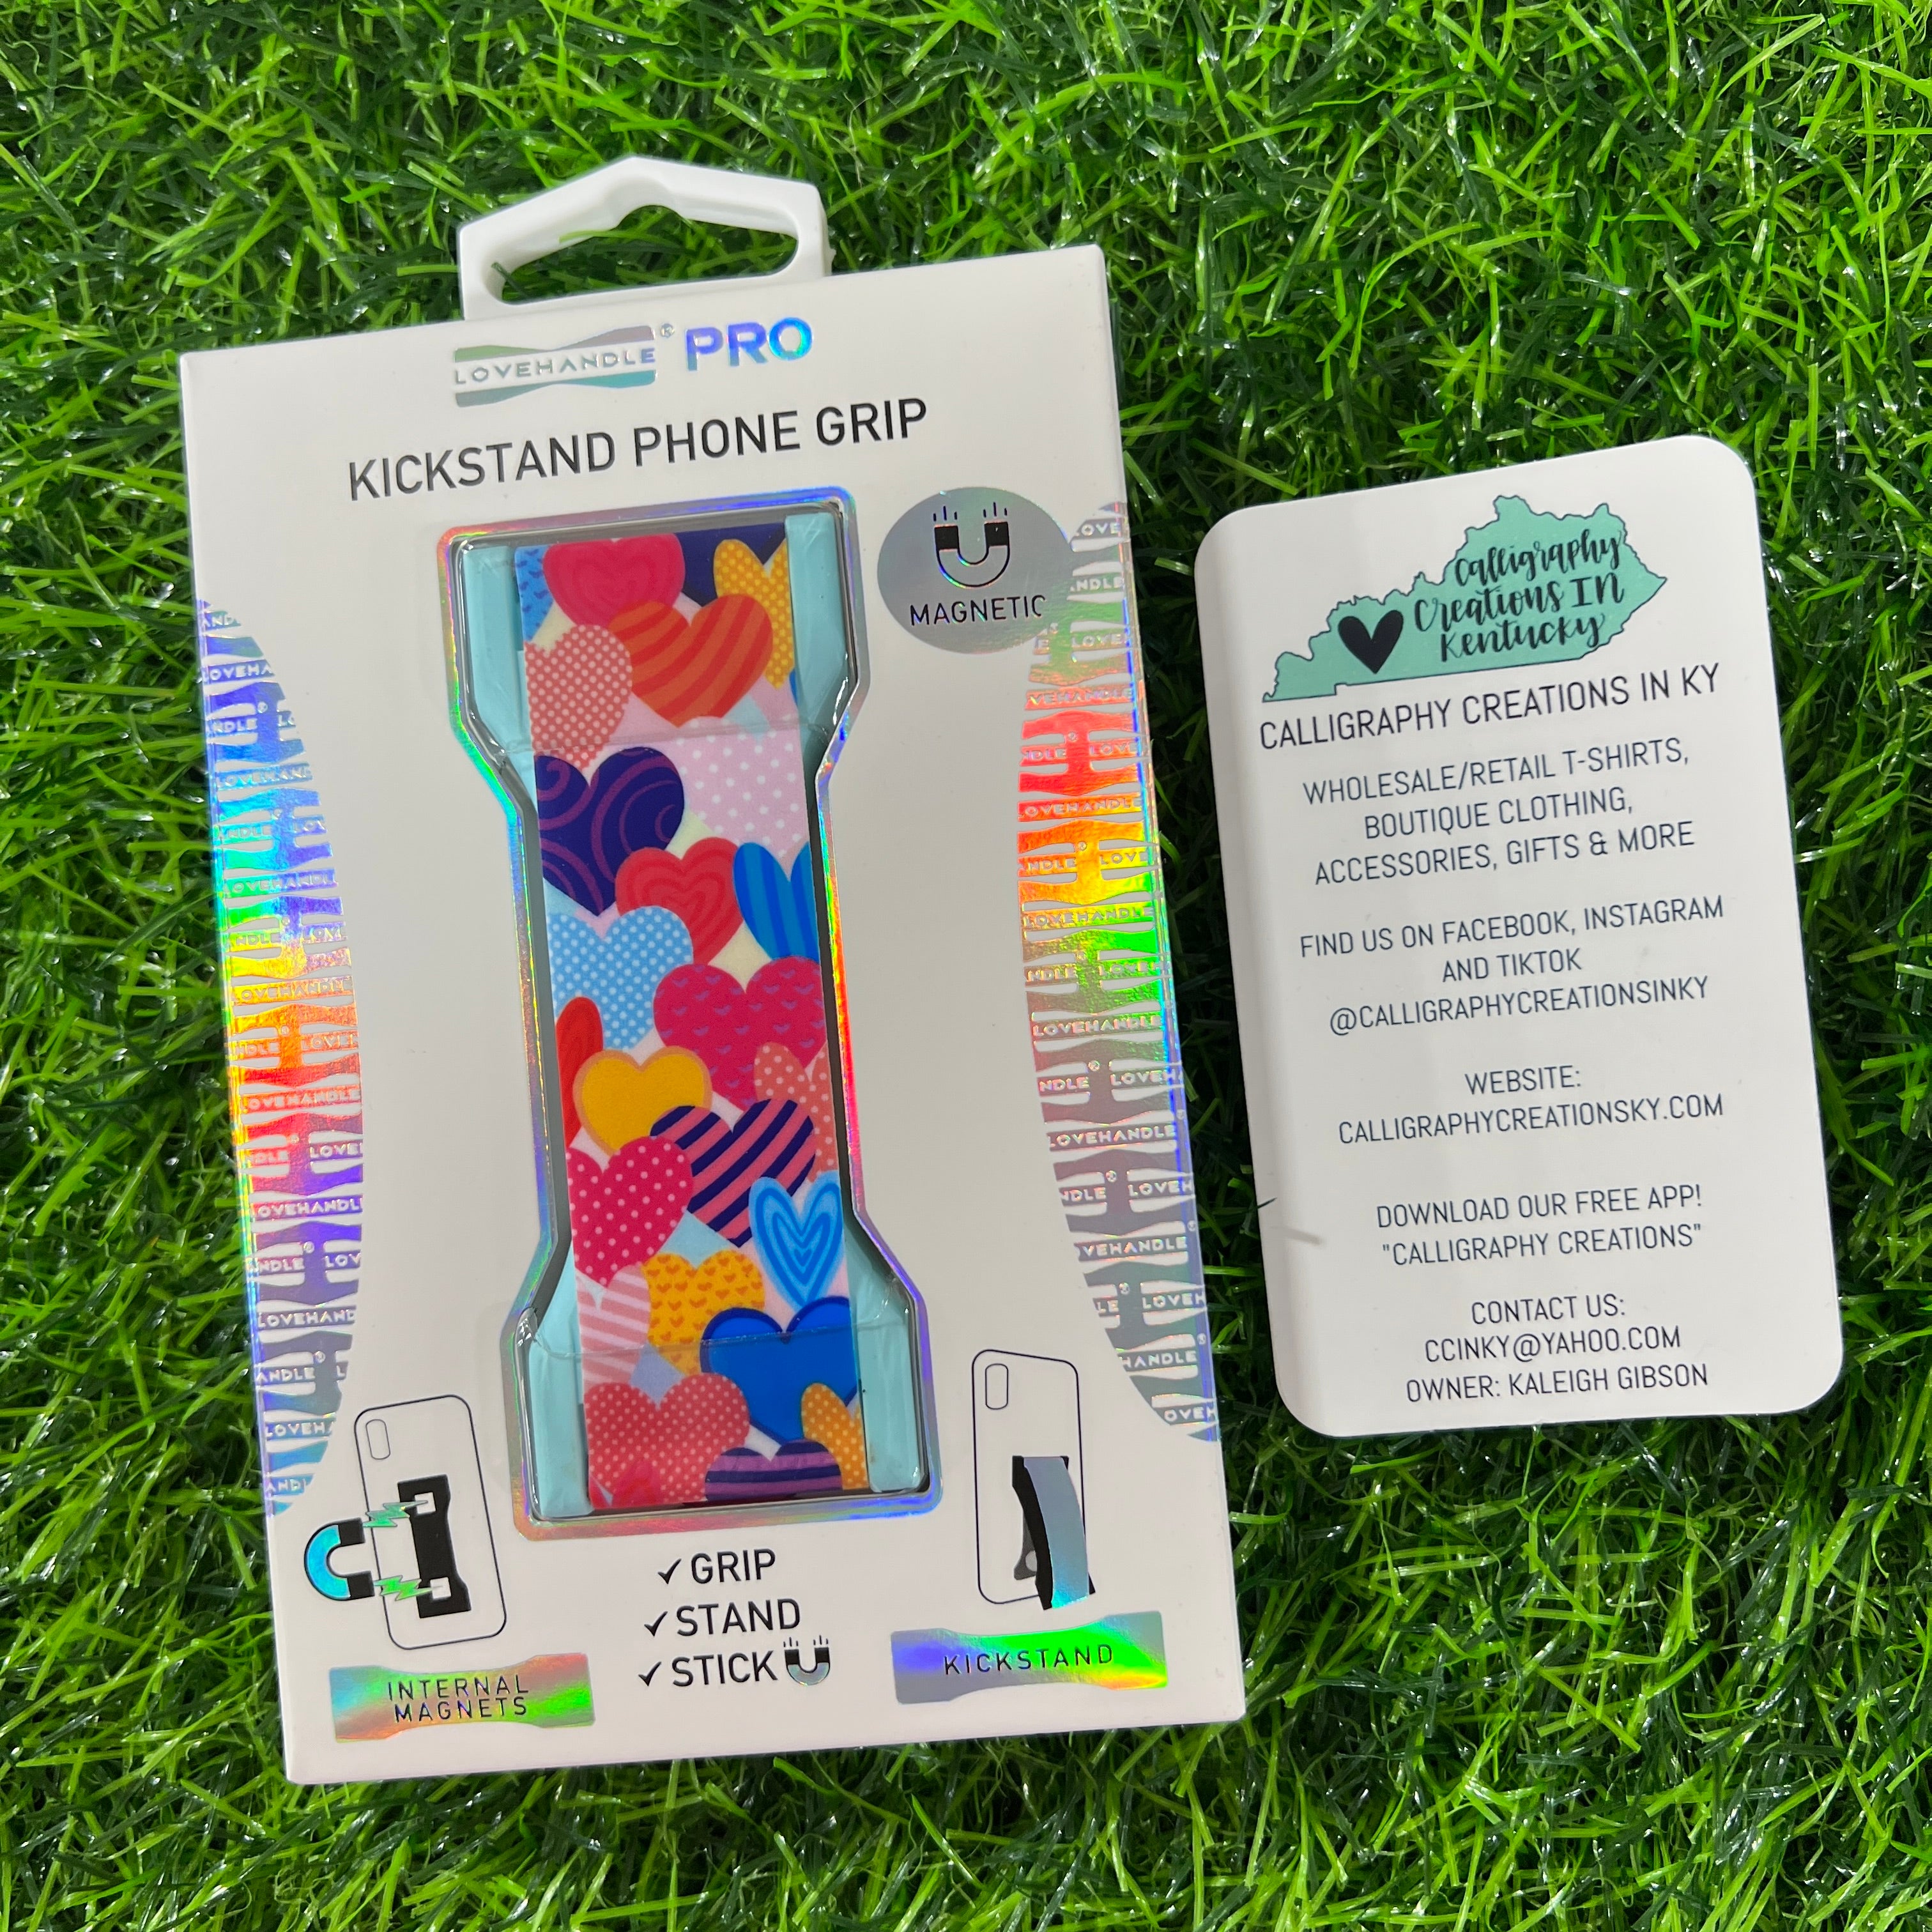 LOVEHANDLE® PRO
KICKSTAND PHONE GRIP
MAGNETIC
✓ GRIP
✓ STAND
✓ STICK
INTERNAL
MAGNETS
KICKSTAND
Calligraphy
Creations IN
Kentucky
CALLIGRAPHY CREATIONS IN KY
WHOLESALE/RETAIL T-SHIRTS,
BOUTIQUE CLOTHING,
ACCESSORIES, GIFTS & MORE
FIND US ON FACEBOOK, INSTAGRAM
AND TIKTOK
@CALLIGRAPHYCREATIONSINKY
WEBSITE:
CALLIGRAPHYCREATIONSKY.COM
DOWNLOAD OUR FREE APP!
"CALLIGRAPHY CREATIONS"
CONTACT US:
CCINKY@YAHOO.COM
OWNER: KALEIGH GIBSON